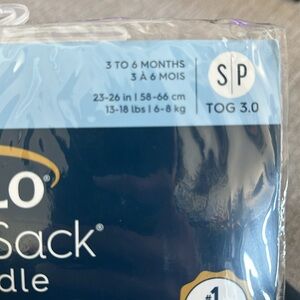 3 TO 6 MONTHS
3 À 6 MOIS
23-26 in | 58-66 cm
13-18 lbs | 6-8 kg
S|P
TOG 3.0
LO®
Sack®
dle
#1